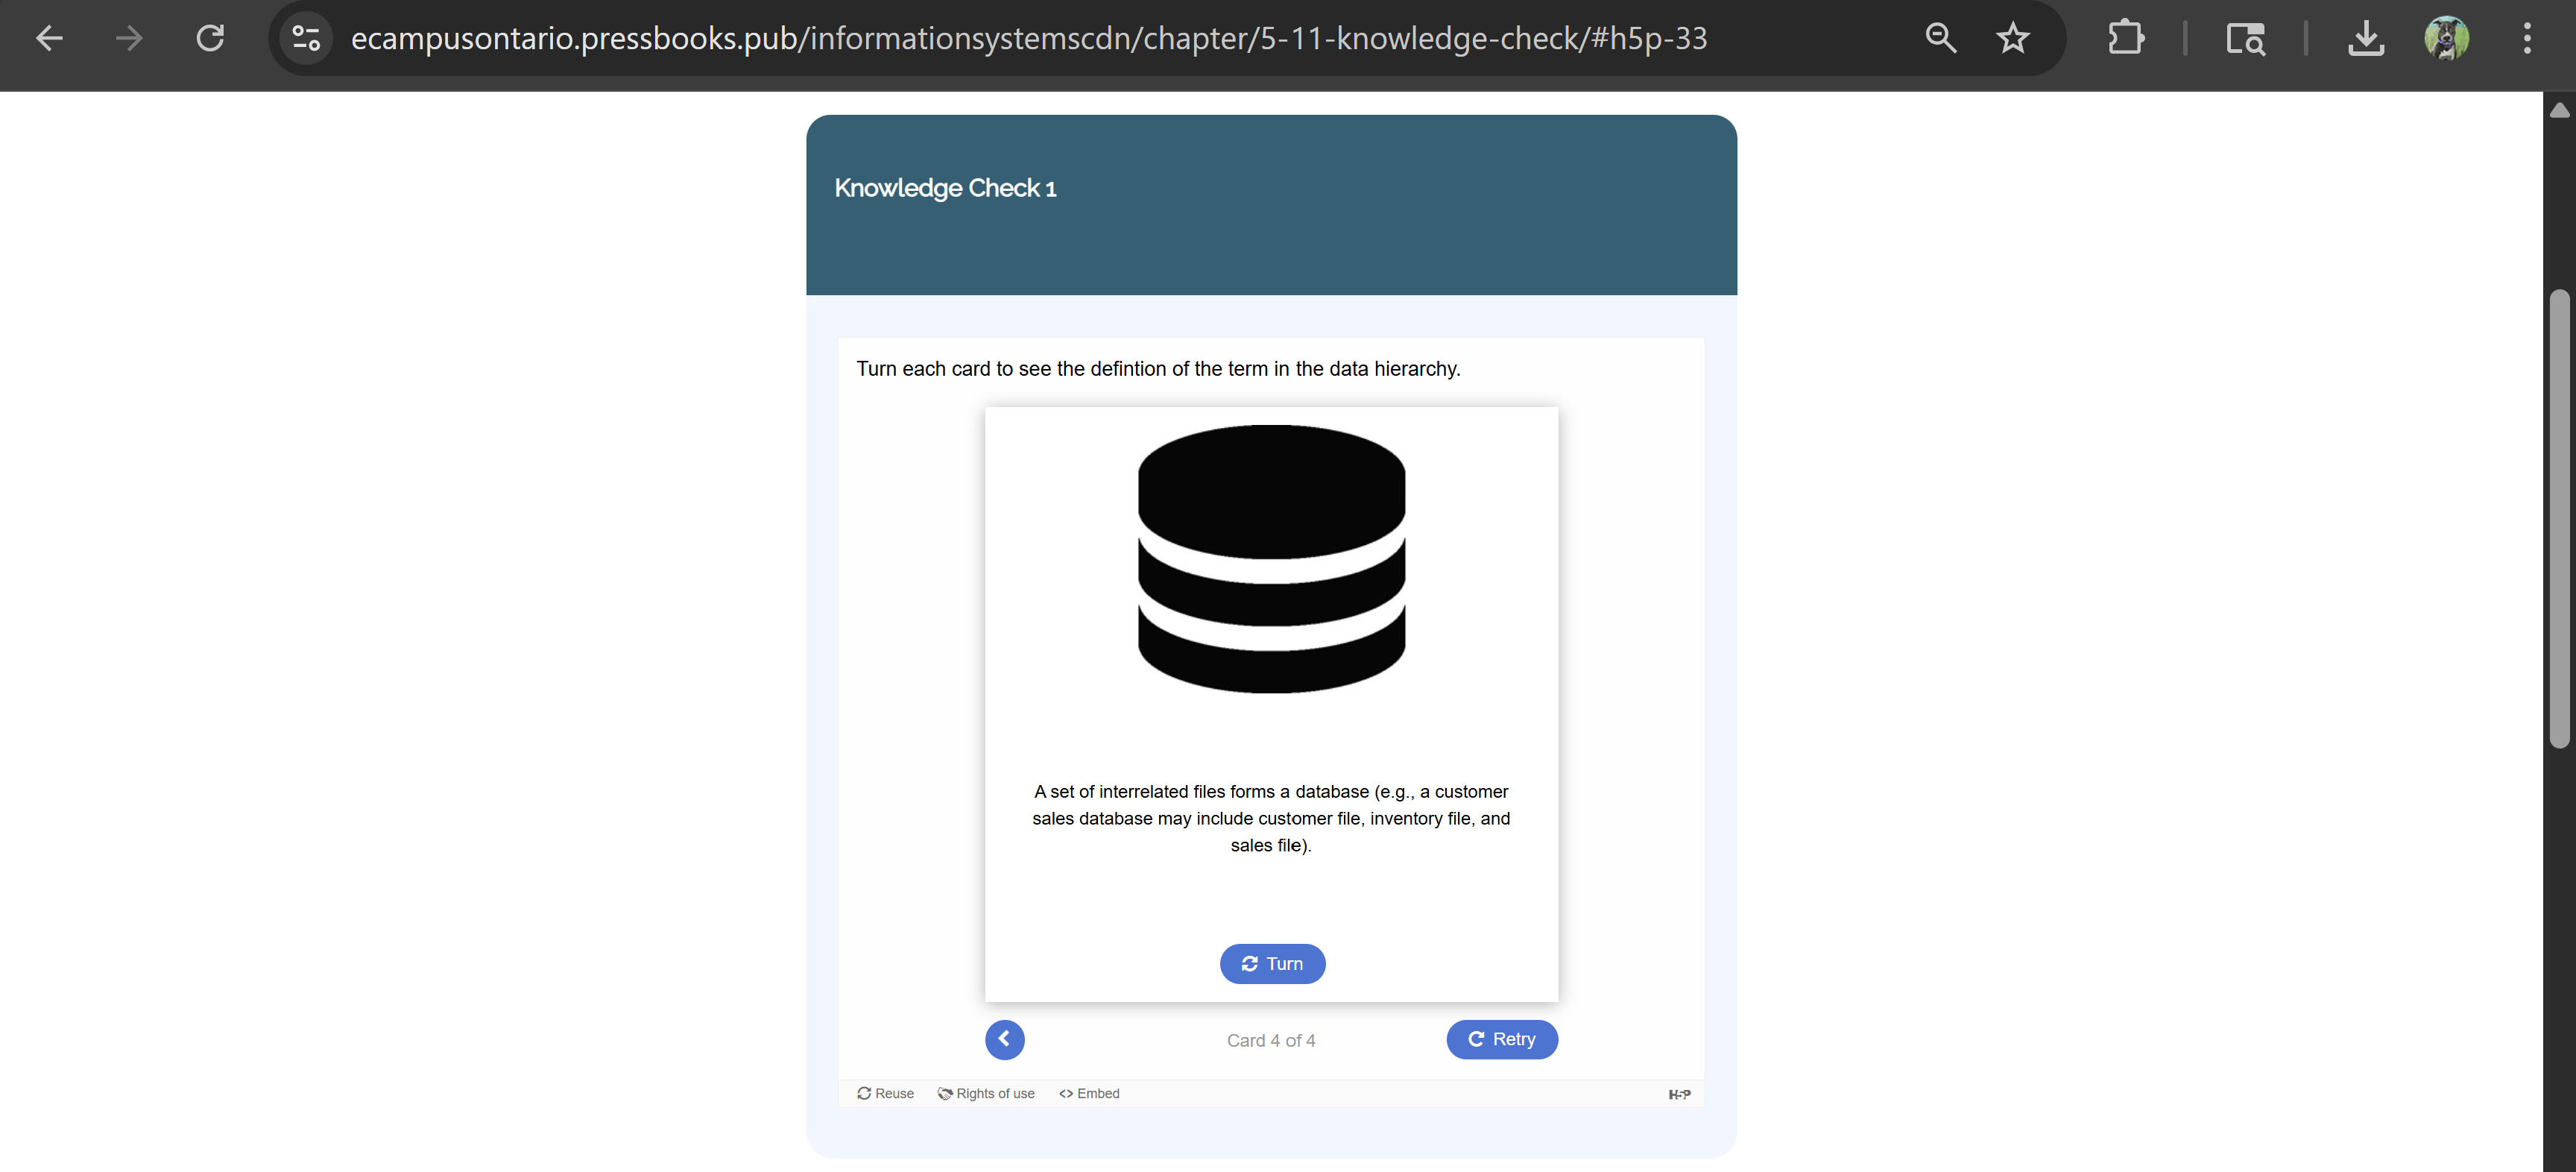 ecampusontario.pressbooks.pub/informationsystemscdn/chapter/5-11-knowledge-check/#h5p-33
Knowledge Check 1
Turn each card to see the defintion of the term in the data hierarchy.
A set of interrelated files forms a database (e.g., a customer
sales database may include customer file, inventory file, and
sales file).
Turn
Card 4 of 4
Retry
Reuse
Rights of use
<> Embed
H5P